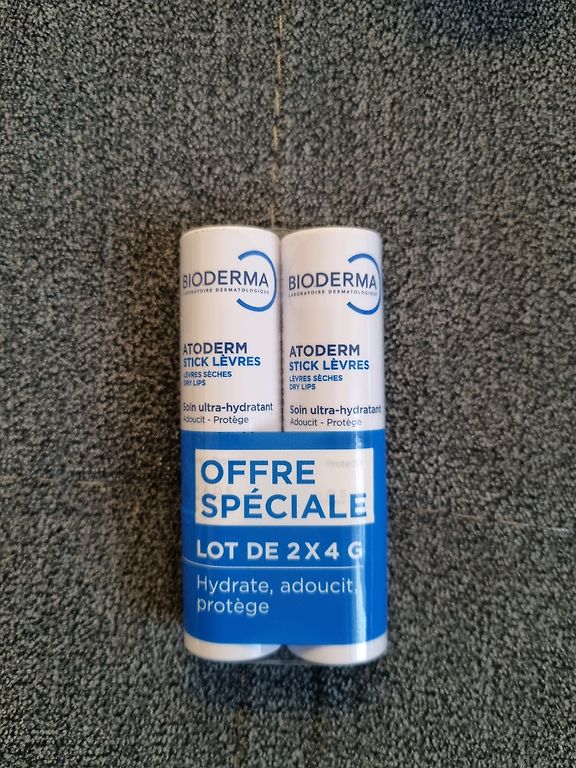 BIODERMA
LABORATOIRE DERMATOLOGIQUE
ATODERM
STICK LÈVRES
LÈVRES SÈCHES
DRY LIPS
Soin ultra-hydratant
Adoucit - Protège
BIODERMA
LABORATOIRE DERMATOLOGIQUE
ATODERM
STICK LÈVRES
LÈVRES SÈCHES
DRY LIPS
Soin ultra-hydratant
Adoucit - Protège
OFFRE
SPÉCIALE
LOT DE 2 X 4 G
Hydrate, adoucit,
protège